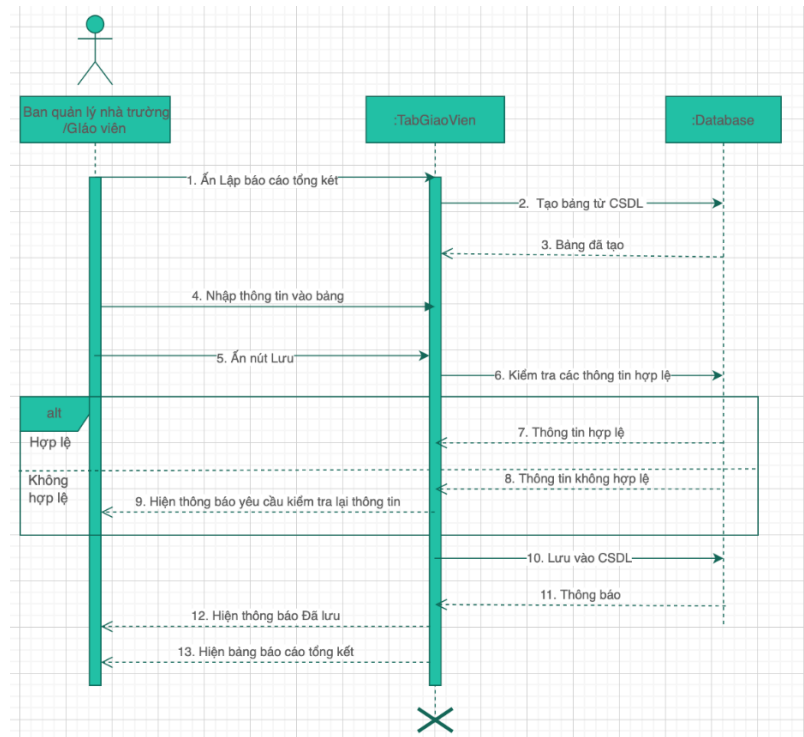 Ban quản lý nhà trường
/Giảo viên
:TabGiaoVien
:Database
1. Ấn Lập báo cáo tổng két
2. Tạo bảng từ CSDL
3. Bảng đã tạo
4. Nhập thông tin vào bảng
5. Ấn nút Lưu
6. Kiểm tra các thông tin hợp lệ
alt
Hợp lệ
7. Thông tin hợp lệ
Không
hợp lệ
8. Thông tin không hợp lệ
9. Hiện thông báo yêu cầu kiểm tra lại thông tin
10. Lưu vào CSDL
11. Thông báo
12. Hiện thông báo Đã lưu
13. Hiện bảng báo cáo tổng kết